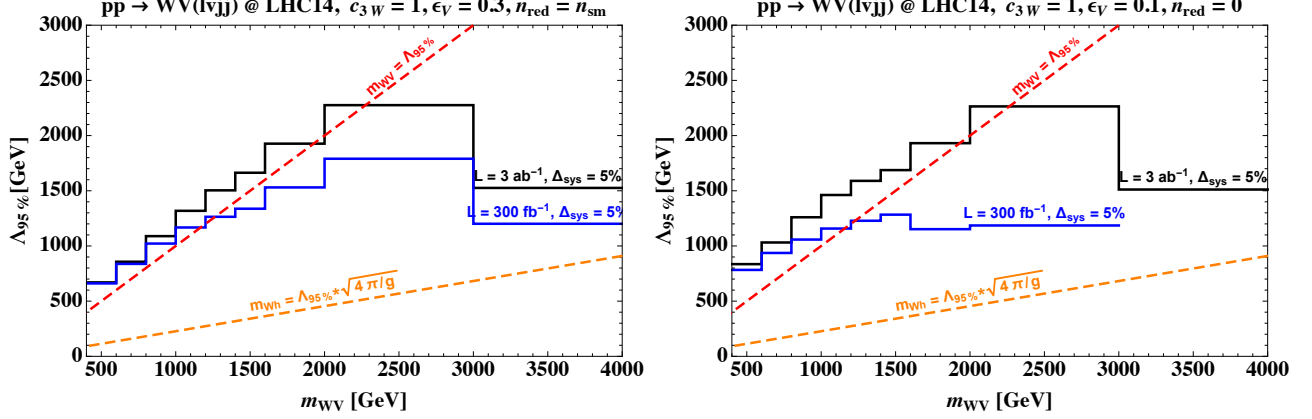 pp → WV(lvjj) @ LHC14, c3W = 1, ϵV = 0.3, nred = nsm
Λ95% [GeV]
3000
2500
2000
1500
1000
500
0
mWV = Λ95%
L = 3 ab−1, Δsys = 5%
L = 300 fb−1, Δsys = 5%
mWh = Λ95%*√4 π/g
500 1000 1500 2000 2500 3000 3500 4000
mWV [GeV]
pp → WV(lvjj) @ LHC14, c3W = 1, ϵV = 0.1, nred = 0
Λ95% [GeV]
3000
2500
2000
1500
1000
500
0
mWV = Λ95%
L = 3 ab−1, Δsys = 5%
L = 300 fb−1, Δsys = 5%
mWh = Λ95%*√4 π/g
500 1000 1500 2000 2500 3000 3500 4000
mWV [GeV]